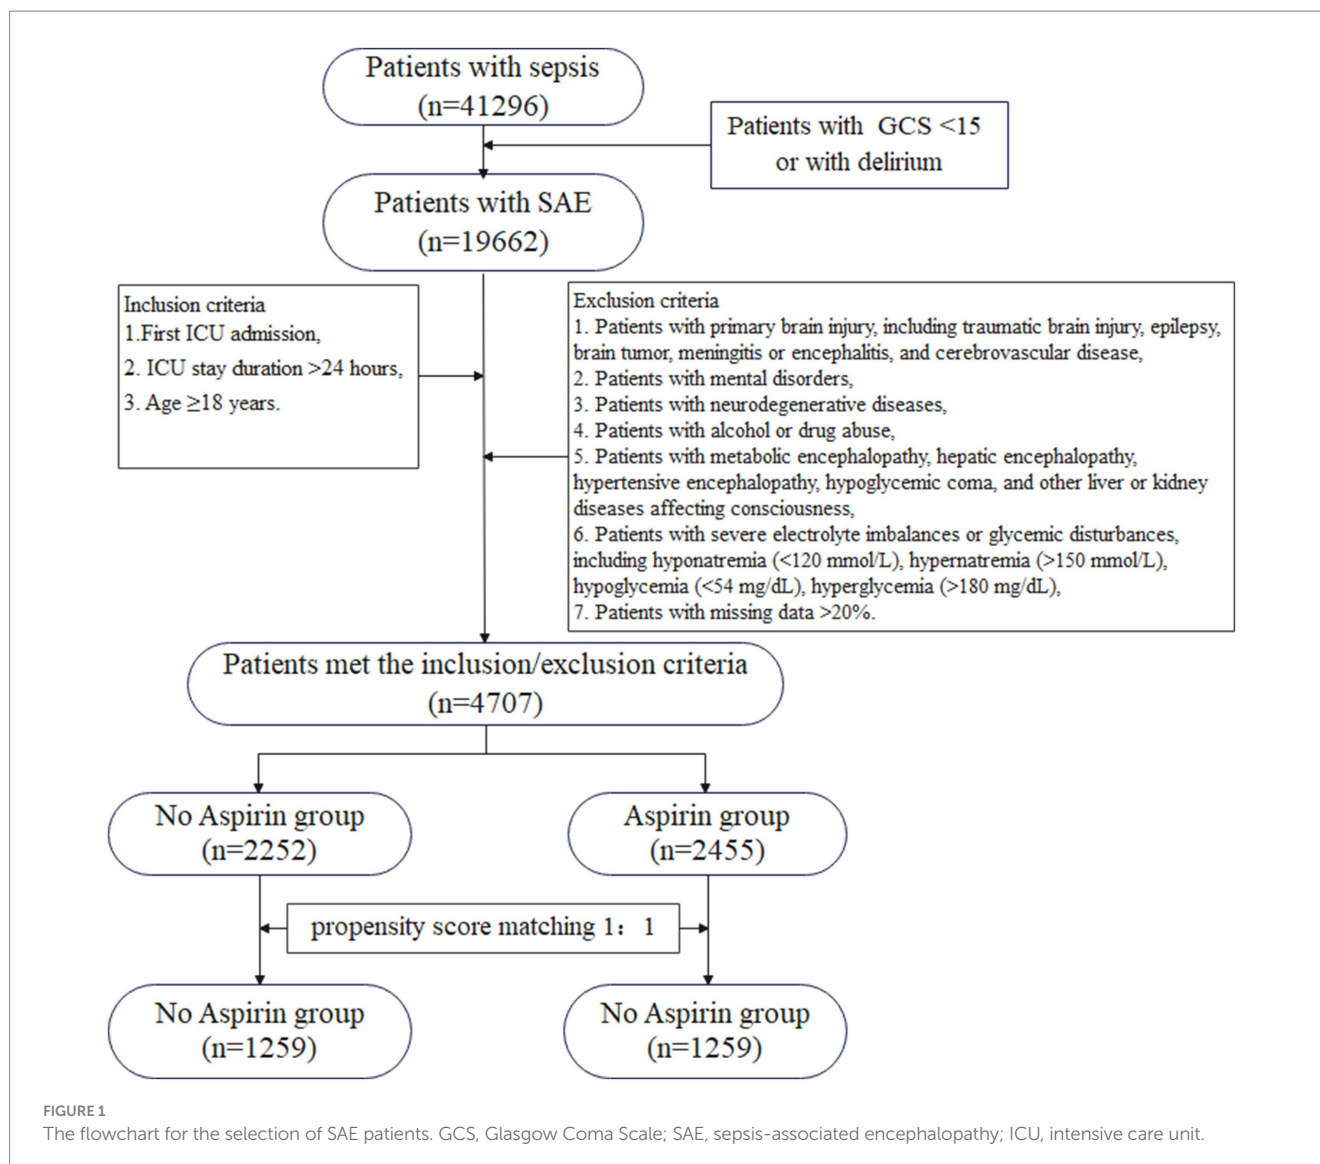 Patients with sepsis
(n=41296)
Patients with GCS <15
or with delirium
Patients with SAE
(n=19662)
Inclusion criteria
1.First ICU admission,
2. ICU stay duration >24 hours,
3. Age ≥18 years.
Exclusion criteria
1. Patients with primary brain injury, including traumatic brain injury, epilepsy,
brain tumor, meningitis or encephalitis, and cerebrovascular disease,
2. Patients with mental disorders,
3. Patients with neurodegenerative diseases,
4. Patients with alcohol or drug abuse,
5. Patients with metabolic encephalopathy, hepatic encephalopathy,
hypertensive encephalopathy, hypoglycemic coma, and other liver or kidney
diseases affecting consciousness,
6. Patients with severe electrolyte imbalances or glycemic disturbances,
including hyponatremia (<120 mmol/L), hypernatremia (>150 mmol/L),
hypoglycemia (<54 mg/dL), hyperglycemia (>180 mg/dL),
7. Patients with missing data >20%.
Patients met the inclusion/exclusion criteria
(n=4707)
No Aspirin group
(n=2252)
Aspirin group
(n=2455)
propensity score matching 1：1
No Aspirin group
(n=1259)
No Aspirin group
(n=1259)
FIGURE 1
The flowchart for the selection of SAE patients. GCS, Glasgow Coma Scale; SAE, sepsis-associated encephalopathy; ICU, intensive care unit.